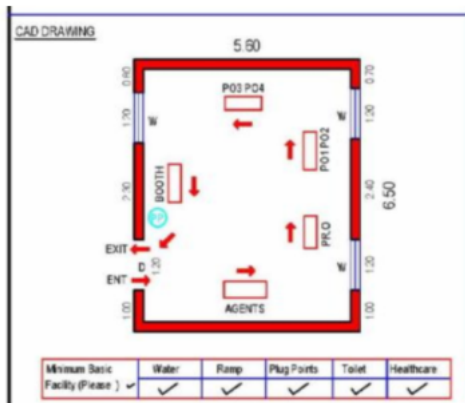 CAD DRAWING
5.60
0.60
0.70
PO3 PO4
1.20
W
W
1.20
PO1 PO2
BOOTH
2.30
2.40
6.50
PR.O
EXIT
D
1.20
W
1.20
ENT
AGENTS
1.00
1.00
Minimum Basic Water Ramp Plug Points Toilet Healthcare
Facility (Please ) ✓ ✓ ✓ ✓ ✓ ✓